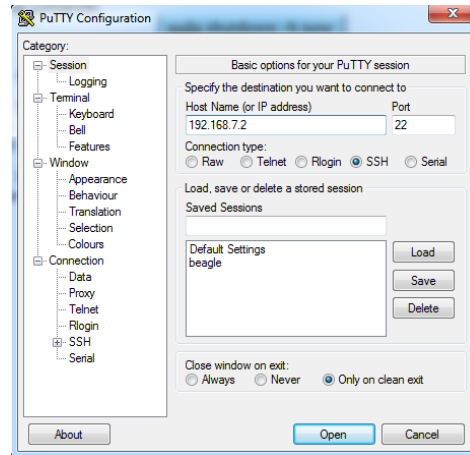 PuTTY Configuration
Category:
Session
Logging
Terminal
Keyboard
Bell
Features
Window
Appearance
Behaviour
Translation
Selection
Colours
Connection
Data
Proxy
Telnet
Rlogin
SSH
Serial
Basic options for your PuTTY session
Specify the destination you want to connect to
Host Name (or IP address) Port
192.168.7.2 22
Connection type:
Raw Telnet Rlogin SSH Serial
Load, save or delete a stored session
Saved Sessions
Default Settings
beagle
Load
Save
Delete
Close window on exit:
Always Never Only on clean exit
About Open Cancel